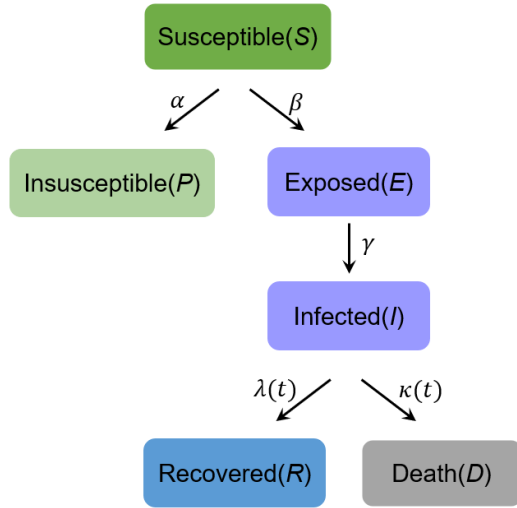 Susceptible(S)
α
β
Insusceptible(P)
Exposed(E)
γ
Infected(I)
λ(t)
κ(t)
Recovered(R)
Death(D)